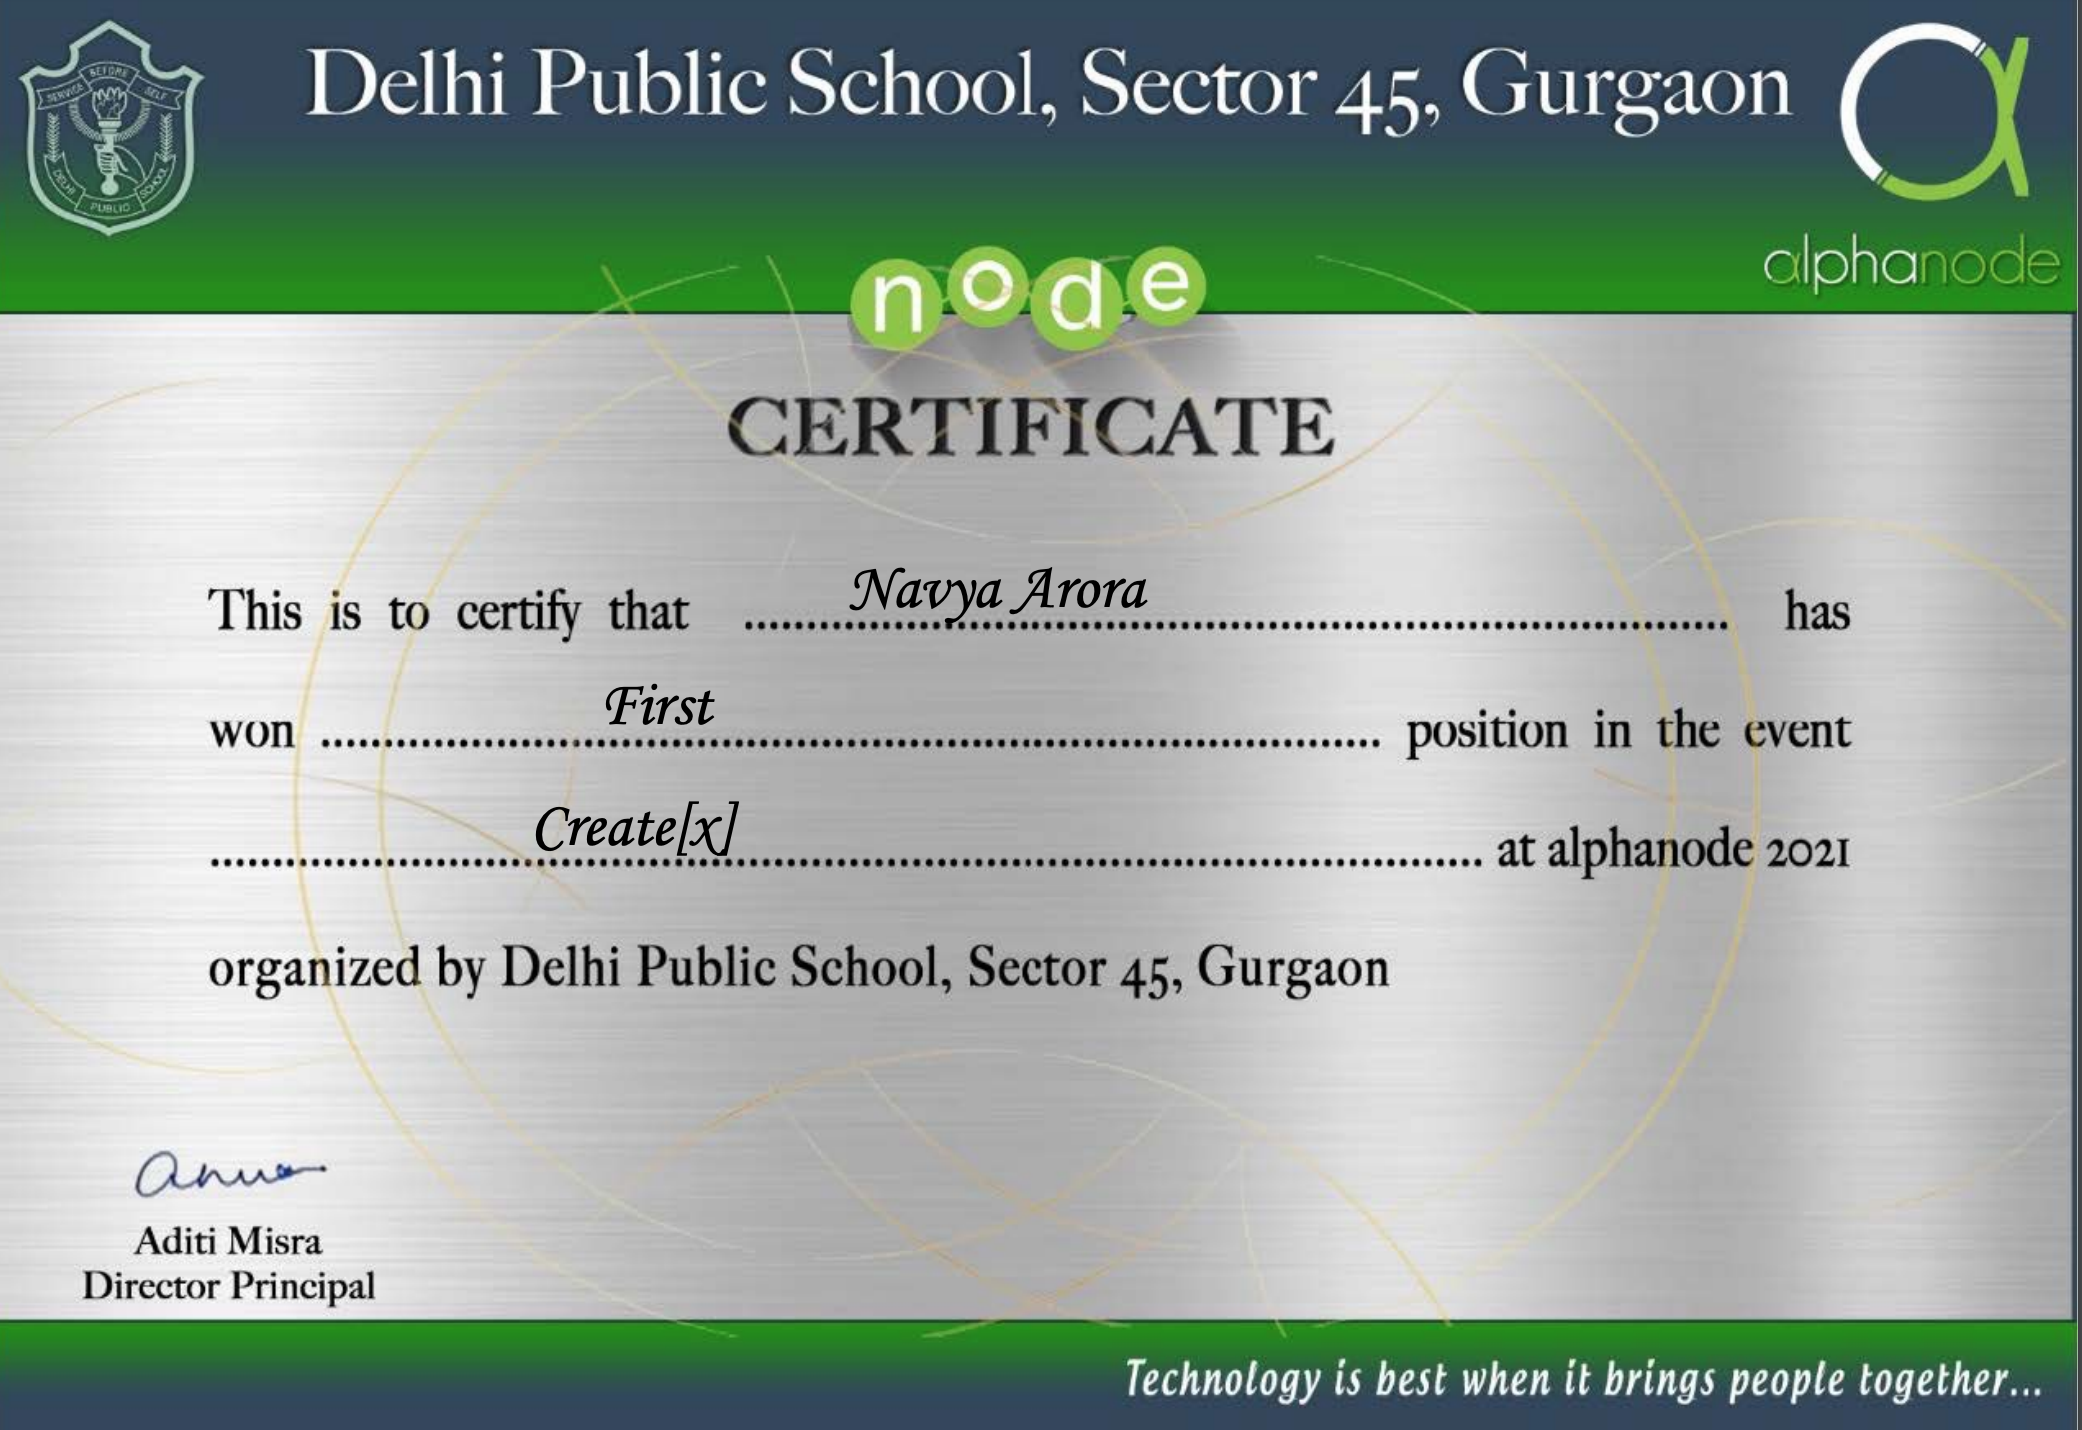 Delhi Public School, Sector 45, Gurgaon
SERVICE BEFORE SELF
DELHI PUBLIC SCHOOL
alphanode
node
CERTIFICATE
This is to certify that Navya Arora has
won First position in the event
Create[x] at alphanode 2021
organized by Delhi Public School, Sector 45, Gurgaon
Aditi Misra
Director Principal
Technology is best when it brings people together...